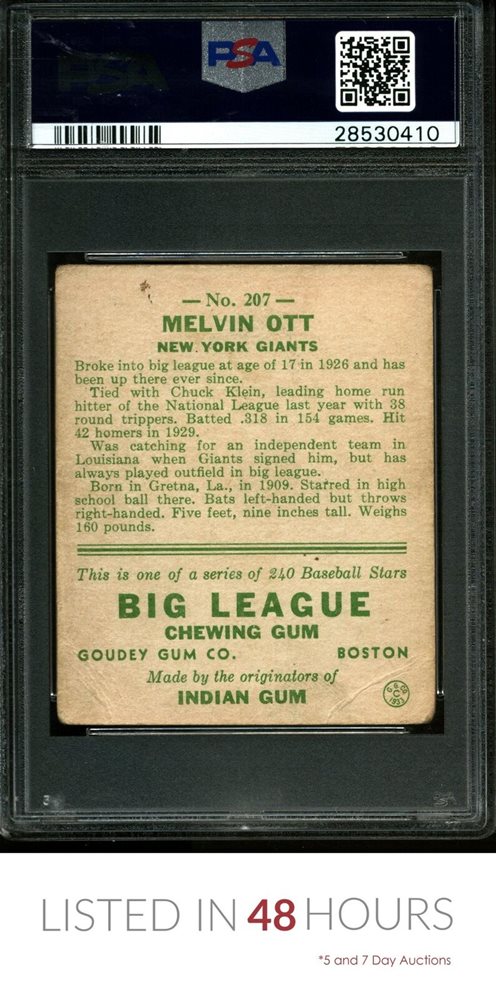 PSA
PSA
28530410
— No. 207 —
MELVIN OTT
NEW YORK GIANTS
Broke into big league at age of 17 in 1926 and has
been up there ever since.
Tied with Chuck Klein, leading home run
hitter of the National League last year with 38
round trippers. Batted .318 in 154 games. Hit
42 homers in 1929.
Was catching for an independent team in
Louisiana when Giants signed him, but has
always played outfield in big league.
Born in Gretna, La., in 1909. Starred in high
school ball there. Bats left-handed but throws
right-handed. Five feet, nine inches tall. Weighs
160 pounds.
This is one of a series of 240 Baseball Stars
BIG LEAGUE
CHEWING GUM
GOUDEY GUM CO. BOSTON
Made by the originators of
INDIAN GUM
G. G. CO.
C
1933
LISTED IN 48 HOURS
*5 and 7 Day Auctions